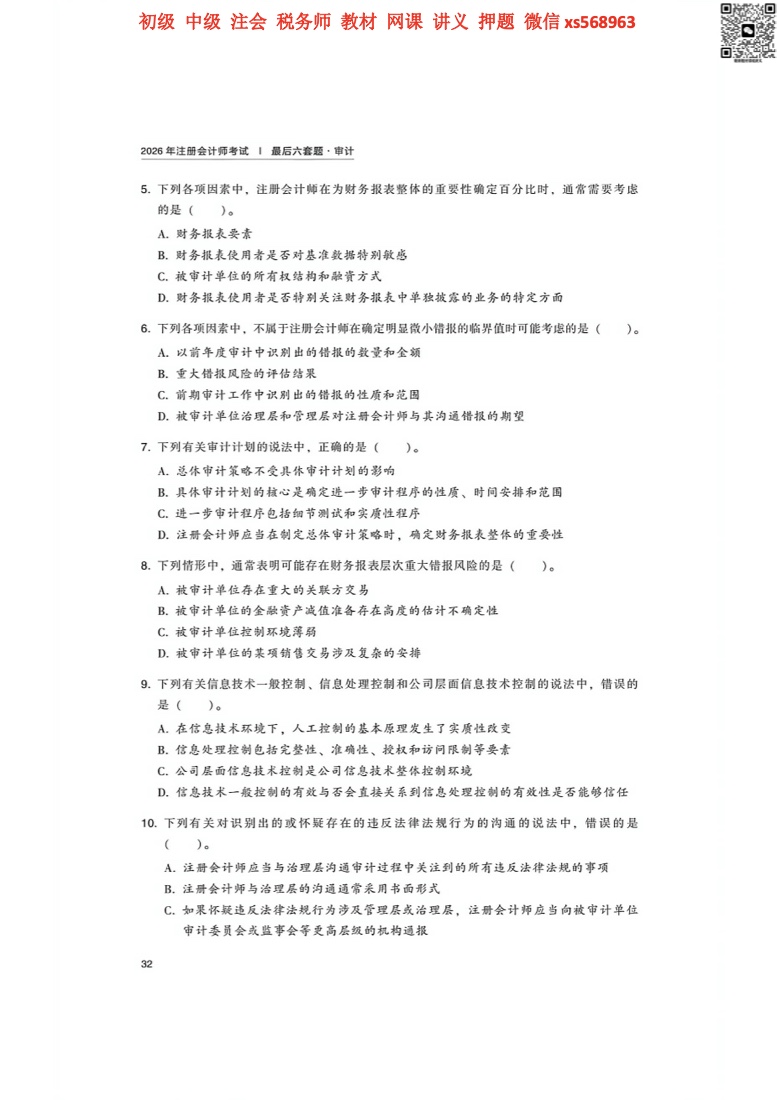 初级 中级 注会 税务师 教材 网课 讲义 押题 微信 xs568963
2026 年注册会计师考试 | 最后六套题·审计
5. 下列各项因素中，注册会计师在为财务报表整体的重要性确定百分比时，通常需要考虑
的是（　　）。
A. 财务报表要素
B. 财务报表使用者是否对基准数据特别敏感
C. 被审计单位的所有权结构和融资方式
D. 财务报表使用者是否特别关注财务报表中单独披露的业务的特定方面
6. 下列各项因素中，不属于注册会计师在确定明显微小错报的临界值时可能考虑的是（　　）。
A. 以前年度审计中识别出的错报的数量和金额
B. 重大错报风险的评估结果
C. 前期审计工作中识别出的错报的性质和范围
D. 被审计单位治理层和管理层对注册会计师与其沟通错报的期望
7. 下列有关审计计划的说法中，正确的是（　　）。
A. 总体审计策略不受具体审计计划的影响
B. 具体审计计划的核心是确定进一步审计程序的性质、时间安排和范围
C. 进一步审计程序包括细节测试和实质性程序
D. 注册会计师应当在制定总体审计策略时，确定财务报表整体的重要性
8. 下列情形中，通常表明可能存在财务报表层次重大错报风险的是（　　）。
A. 被审计单位存在重大的关联方交易
B. 被审计单位的金融资产减值准备存在高度的估计不确定性
C. 被审计单位控制环境薄弱
D. 被审计单位的某项销售交易涉及复杂的安排
9. 下列有关信息技术一般控制、信息处理控制和公司层面信息技术控制的说法中，错误的
是（　　）。
A. 在信息技术环境下，人工控制的基本原理发生了实质性改变
B. 信息处理控制包括完整性、准确性、授权和访问限制等要素
C. 公司层面信息技术控制是公司信息技术整体控制环境
D. 信息技术一般控制的有效与否会直接关系到信息处理控制的有效性是否能够信任
10. 下列有关对识别出的或怀疑存在的违反法律法规行为的沟通的说法中，错误的是
（　　）。
A. 注册会计师应当与治理层沟通审计过程中关注到的所有违反法律法规的事项
B. 注册会计师与治理层的沟通通常采用书面形式
C. 如果怀疑违反法律法规行为涉及管理层或治理层，注册会计师应当向被审计单位
审计委员会或监事会等更高层级的机构通报
32